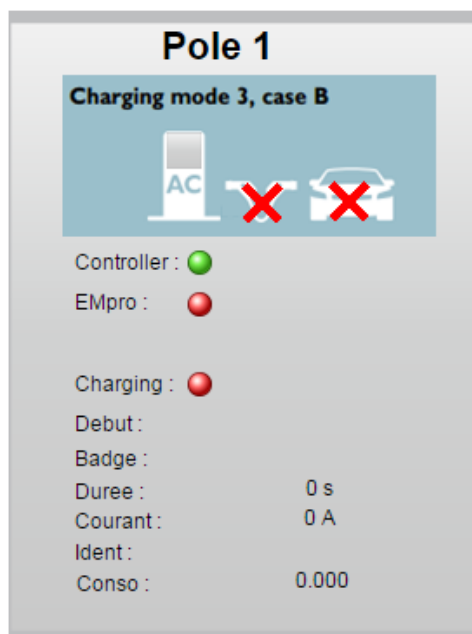 Pole 1
Charging mode 3, case B
AC
Controller :
EMpro :
Charging :
Debut :
Badge :
Duree : 0 s
Courant : 0 A
Ident :
Conso : 0.000